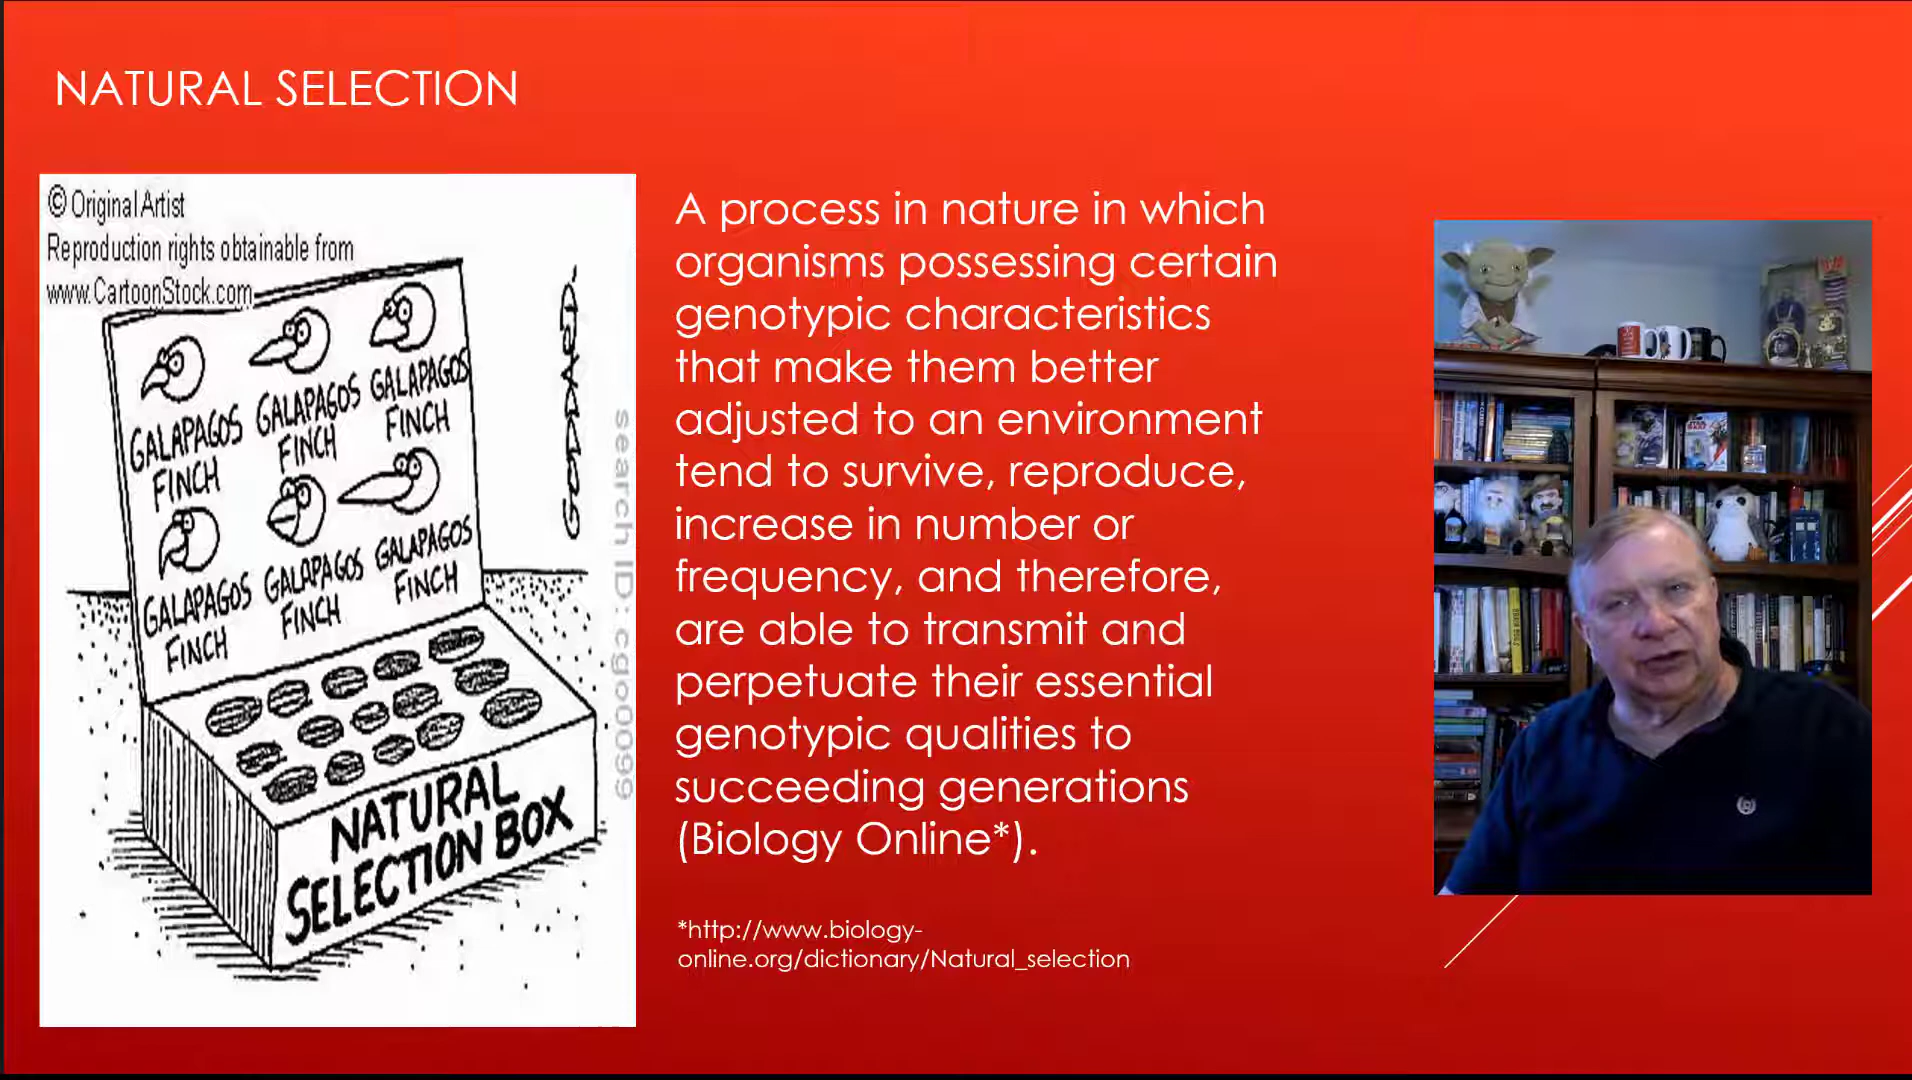 NATURAL SELECTION
© Original Artist
Reproduction rights obtainable from
www.CartoonStock.com
GALAPAGOS
FINCH
GALAPAGOS
FINCH
GALAPAGOS
FINCH
GALAPAGOS
FINCH
GALAPAGOS
FINCH
GALAPAGOS
FINCH
NATURAL
SELECTION BOX
GODDARD.
search ID: cgo0099
A process in nature in which
organisms possessing certain
genotypic characteristics
that make them better
adjusted to an environment
tend to survive, reproduce,
increase in number or
frequency, and therefore,
are able to transmit and
perpetuate their essential
genotypic qualities to
succeeding generations
(Biology Online*).
*http://www.biology-
online.org/dictionary/Natural_selection